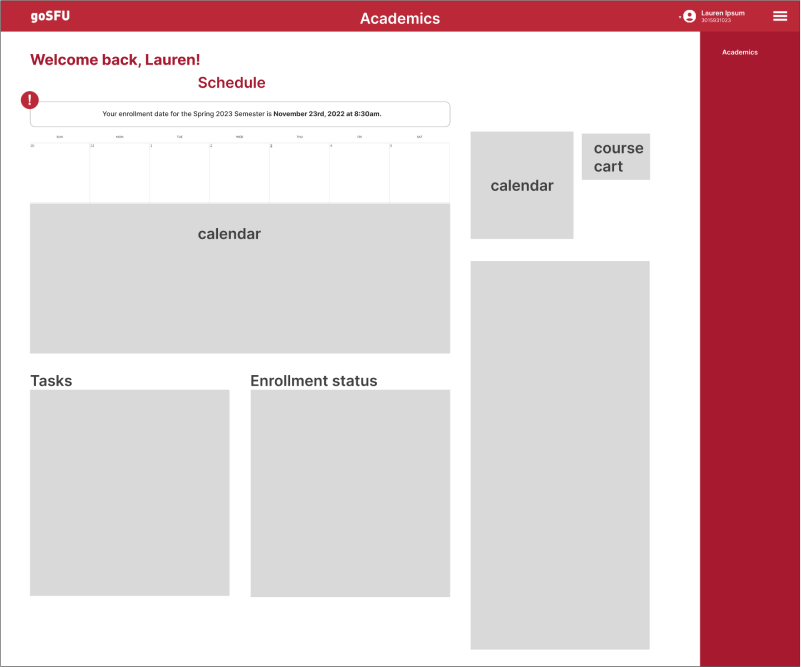 goSFU
Academics
Lauren Ipsum
3015931023
Academics
Welcome back, Lauren!
Schedule
!
Your enrollment date for the Spring 2023 Semester is November 23rd, 2022 at 8:30am.
SUN MON TUE WED THU FRI SAT
30 31 1 2 3 4 5
calendar
calendar
course
cart
Tasks
Enrollment status